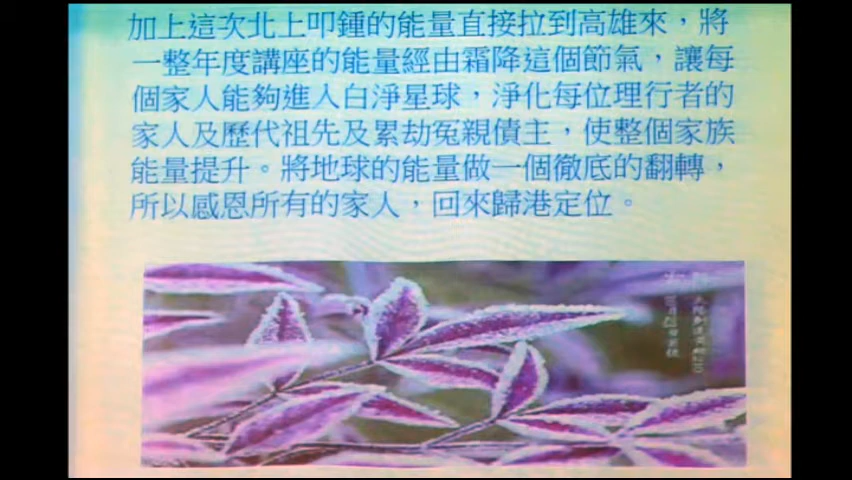 加上這次北上叩鍾的能量直接拉到高雄來，將
一整年度講座的能量經由霜降這個節氣，讓每
個家人能夠進入白淨星球，淨化每位理行者的
家人及歷代祖先及累劫冤親債主，使整個家族
能量提升。將地球的能量做一個徹底的翻轉，
所以感恩所有的家人，回來歸港定位。